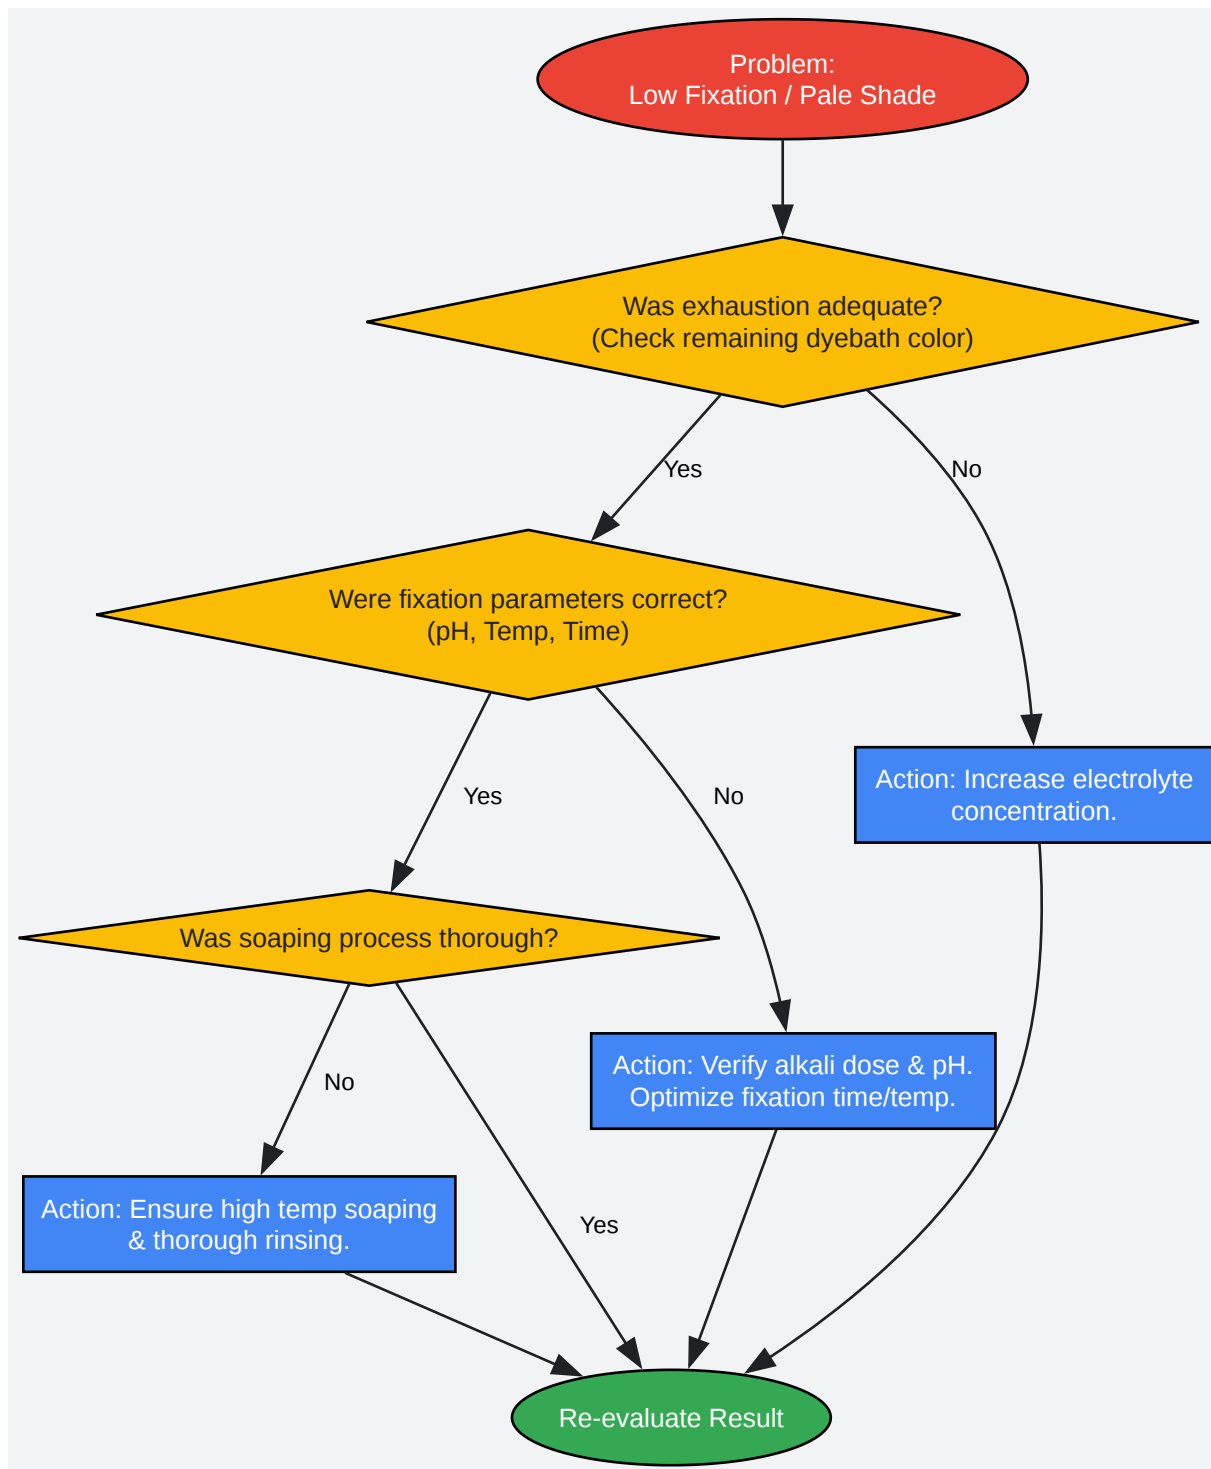 Problem:
Low Fixation / Pale Shade
Was exhaustion adequate?
(Check remaining dyebath color)
Yes
No
Were fixation parameters correct?
(pH, Temp, Time)
Action: Increase electrolyte
concentration.
Yes
No
Was soaping process thorough?
Action: Verify alkali dose & pH.
Optimize fixation time/temp.
No
Action: Ensure high temp soaping
& thorough rinsing.
Yes
Re-evaluate Result